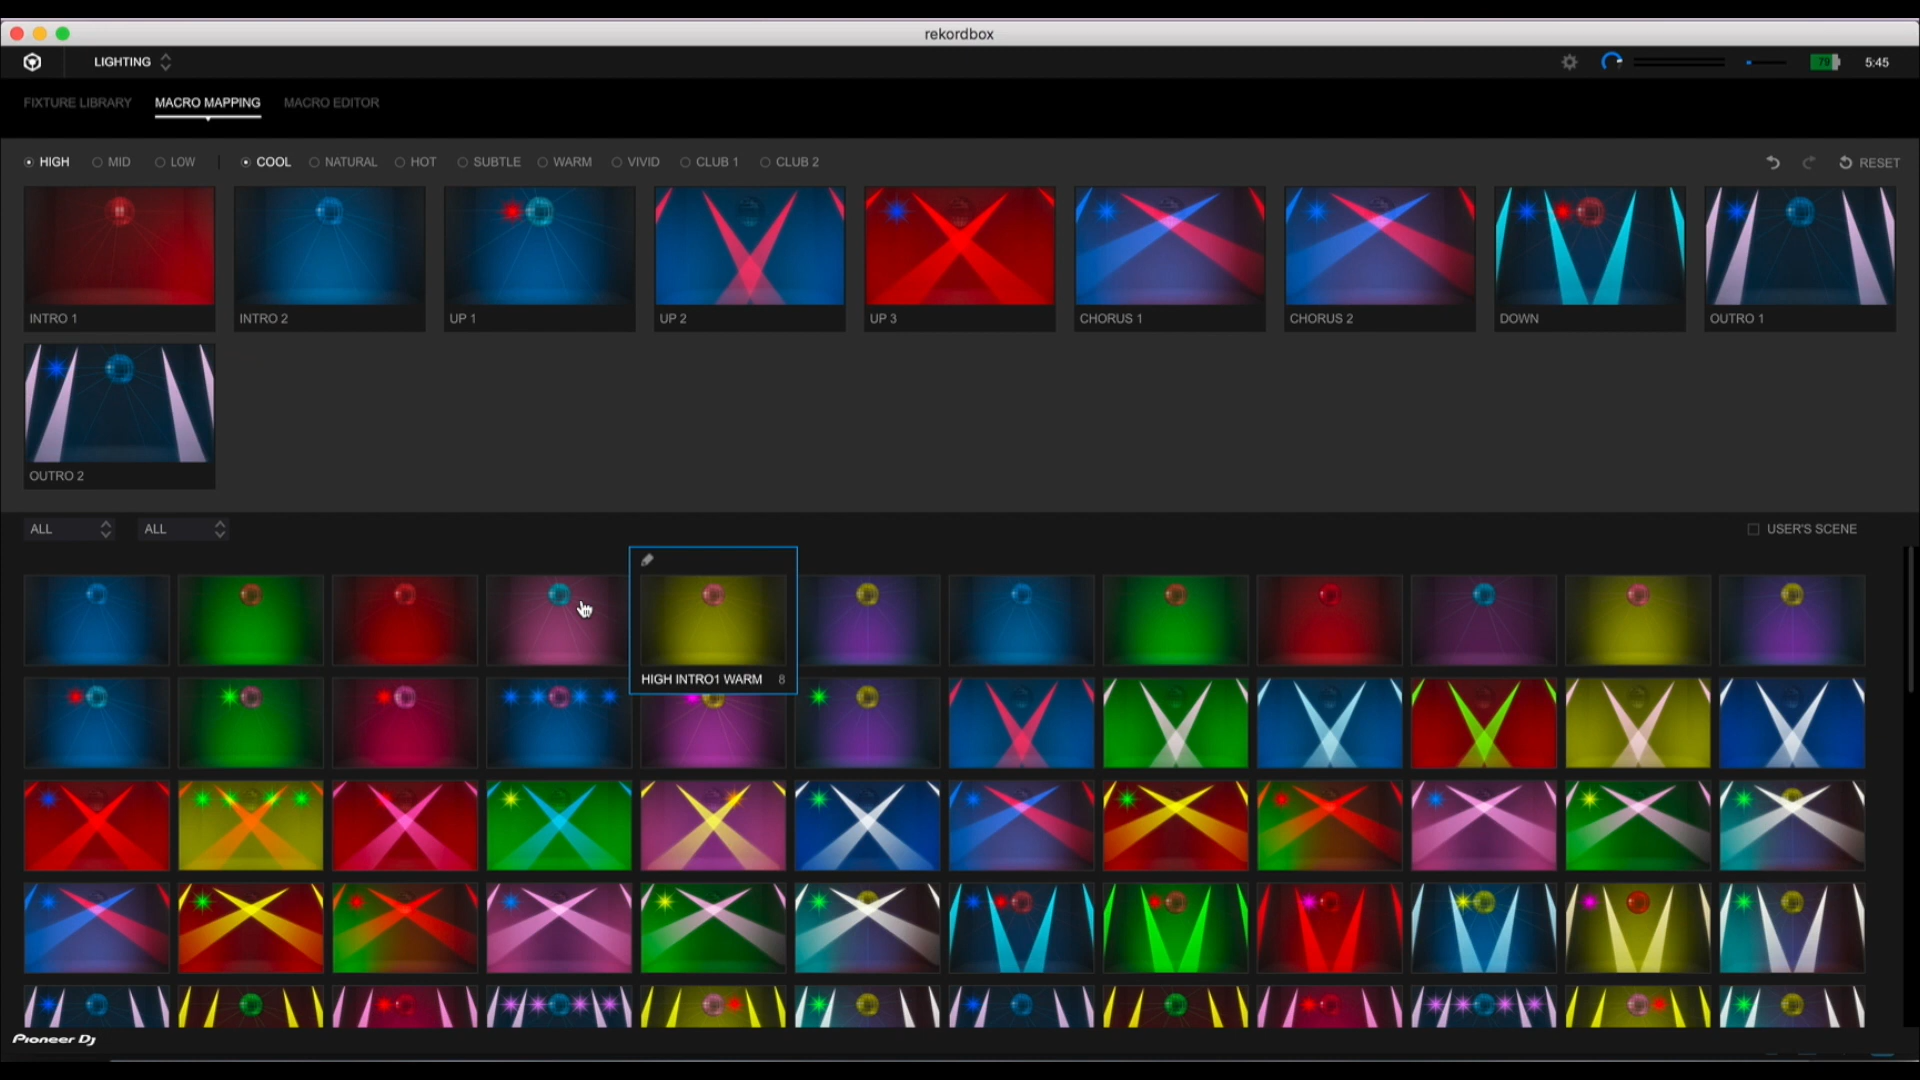 rekordbox
LIGHTING
79 5:45
FIXTURE LIBRARY MACRO MAPPING MACRO EDITOR
HIGH MID LOW COOL NATURAL HOT SUBTLE WARM VIVID CLUB 1 CLUB 2 RESET
INTRO 1 INTRO 2 UP 1 UP 2 UP 3 CHORUS 1 CHORUS 2 DOWN OUTRO 1
OUTRO 2
ALL ALL USER'S SCENE
HIGH INTRO1 WARM 8
Pioneer Dj